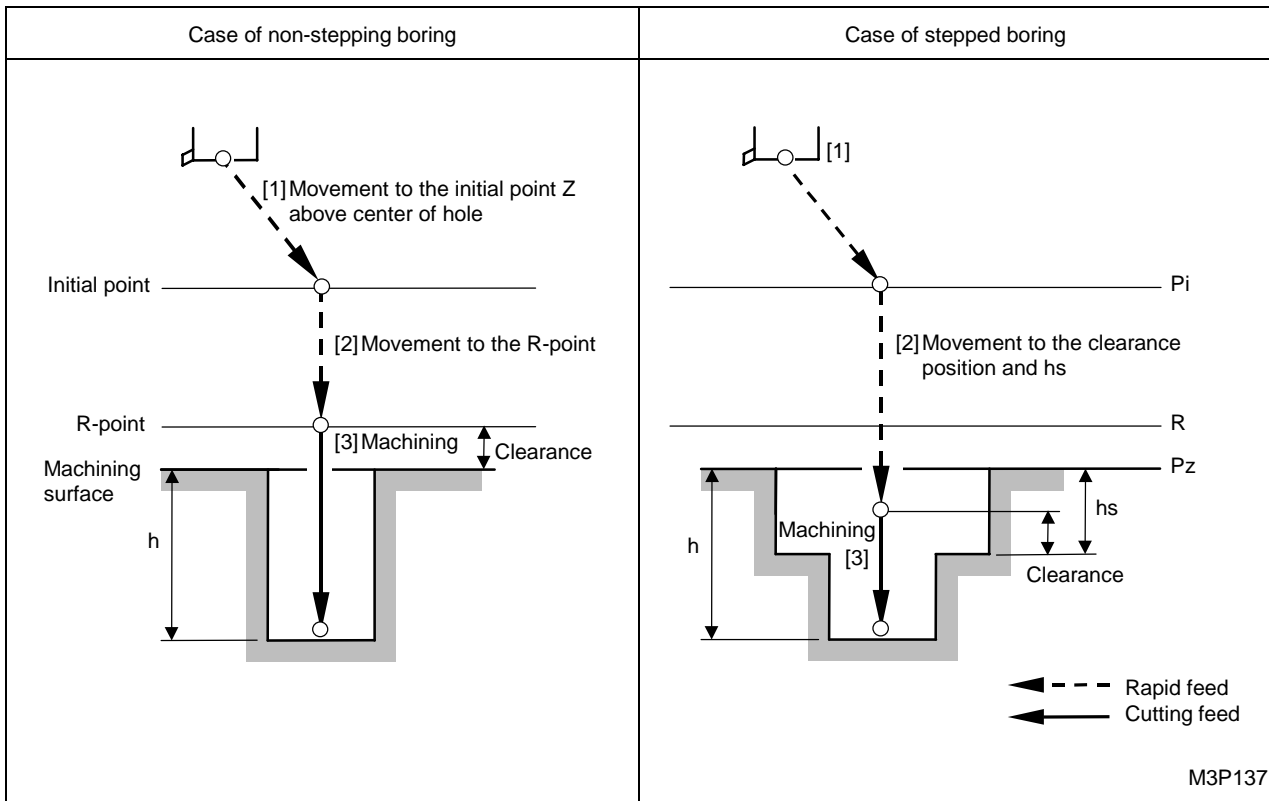 Case of non-stepping boring
[1] Movement to the initial point Z
above center of hole
Initial point
[2] Movement to the R-point
R-point
[3] Machining
Clearance
Machining
surface
h
Case of stepped boring
[1]
Pi
[2] Movement to the clearance
position and hs
R
Pz
hs
Machining
[3]
h
Clearance
Rapid feed
Cutting feed
M3P137